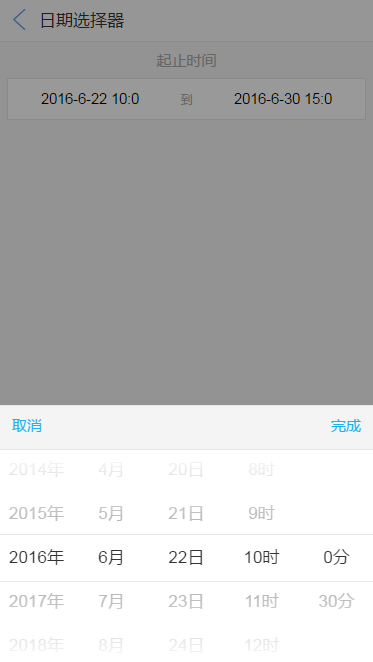 日期选择器
起止时间
2016-6-22 10:0 到 2016-6-30 15:0
取消 完成
2014年 4月 20日 8时
2015年 5月 21日 9时
2016年 6月 22日 10时 0分
2017年 7月 23日 11时 30分
2018年 8月 24日 12时